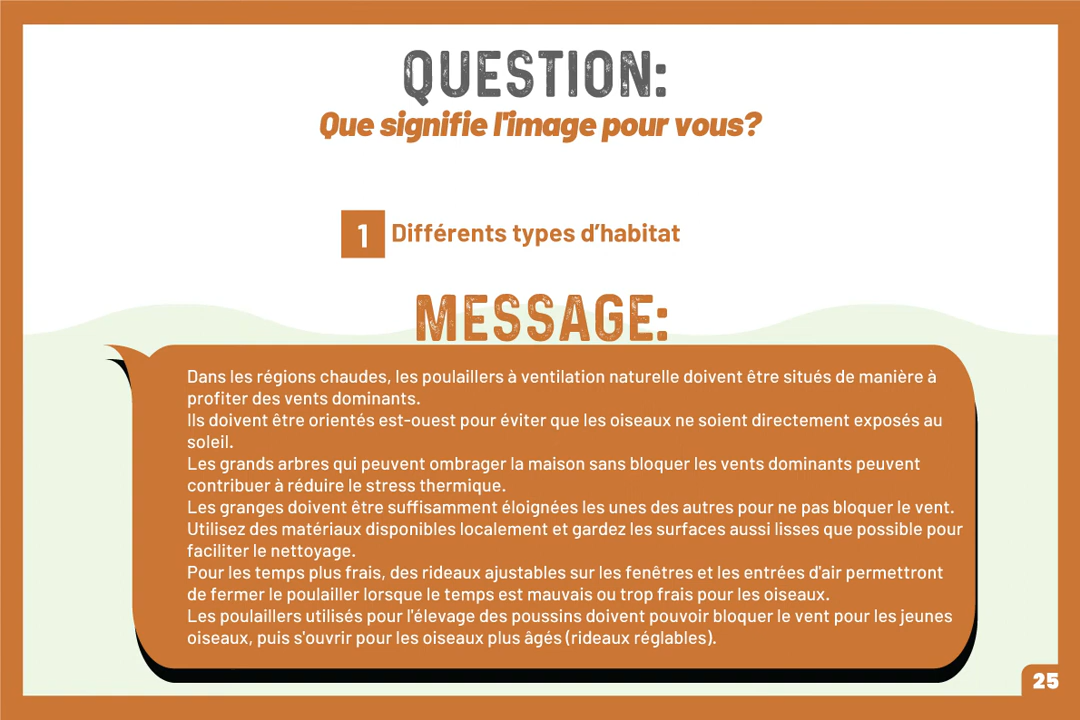 QUESTION:
Que signifie l'image pour vous?
1 Différents types d'habitat
MESSAGE:
Dans les régions chaudes, les poulaillers à ventilation naturelle doivent être situés de manière à
profiter des vents dominants.
Ils doivent être orientés est-ouest pour éviter que les oiseaux ne soient directement exposés au
soleil.
Les grands arbres qui peuvent ombrager la maison sans bloquer les vents dominants peuvent
contribuer à réduire le stress thermique.
Les granges doivent être suffisamment éloignées les unes des autres pour ne pas bloquer le vent.
Utilisez des matériaux disponibles localement et gardez les surfaces aussi lisses que possible pour
faciliter le nettoyage.
Pour les temps plus frais, des rideaux ajustables sur les fenêtres et les entrées d'air permettront
de fermer le poulailler lorsque le temps est mauvais ou trop frais pour les oiseaux.
Les poulaillers utilisés pour l'élevage des poussins doivent pouvoir bloquer le vent pour les jeunes
oiseaux, puis s'ouvrir pour les oiseaux plus âgés (rideaux réglables).
25